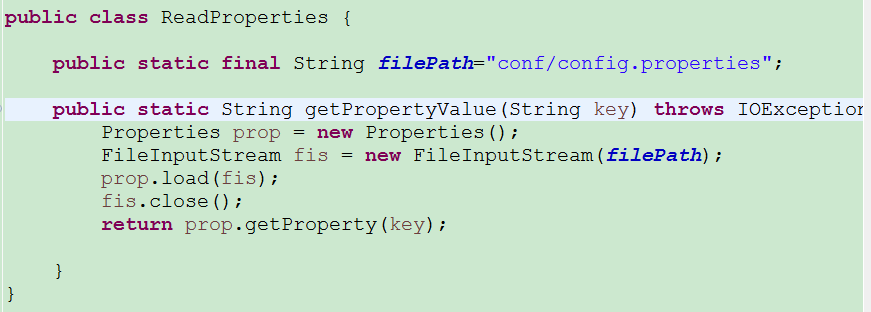 public class ReadProperties {
public static final String filePath="conf/config.properties";
public static String getPropertyValue(String key) throws IOException
Properties prop = new Properties();
FileInputStream fis = new FileInputStream(filePath);
prop.load(fis);
fis.close();
return prop.getProperty(key);
}
}